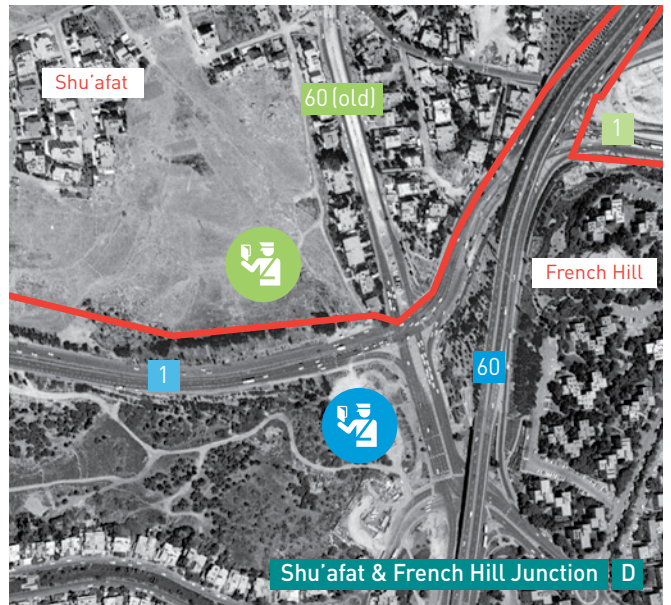 Shu'afat
60 (old)
1
French Hill
1
60
Shu'afat & French Hill Junction D